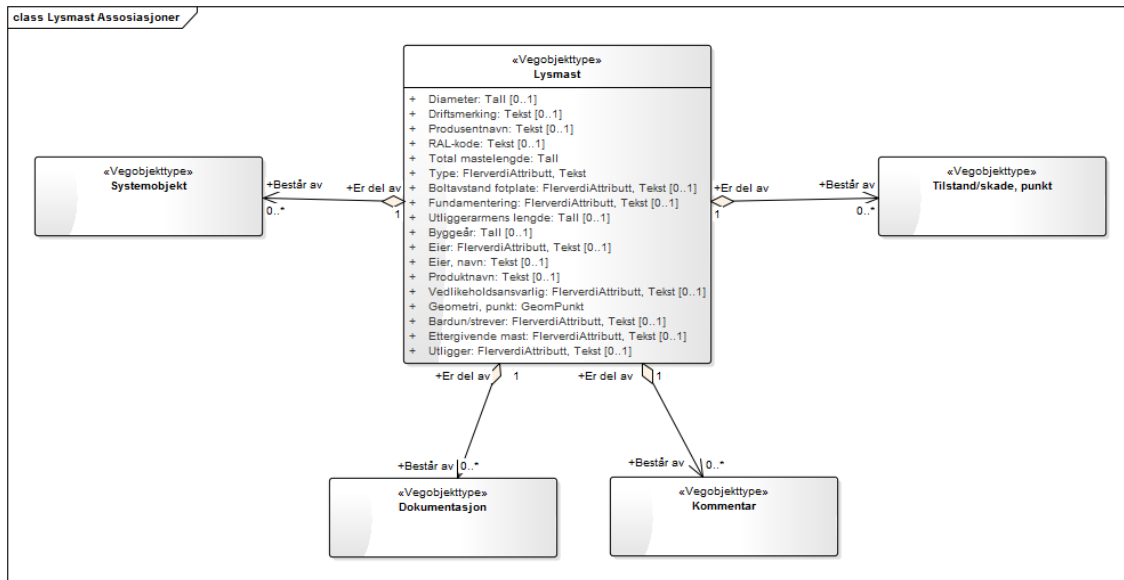 class Lysmast Assosiasjoner
«Vegobjekttype»
Lysmast
+ Diameter: Tall [0..1]
+ Driftsmerking: Tekst [0..1]
+ Produsentnavn: Tekst [0..1]
+ RAL-kode: Tekst [0..1]
+ Total mastelengde: Tall
+ Type: FlerverdiAttributt, Tekst
+ Boltavstand fotplate: FlerverdiAttributt, Tekst [0..1]
+ Fundamentering: FlerverdiAttributt, Tekst [0..1]
+ Utliggerarmens lengde: Tall [0..1]
+ Byggeår: Tall [0..1]
+ Eier: FlerverdiAttributt, Tekst [0..1]
+ Eier, navn: Tekst [0..1]
+ Produktnavn: Tekst [0..1]
+ Vedlikeholdsansvarlig: FlerverdiAttributt, Tekst [0..1]
+ Geometri, punkt: GeomPunkt
+ Bardun/strever: FlerverdiAttributt, Tekst [0..1]
+ Ettergivende mast: FlerverdiAttributt, Tekst [0..1]
+ Utligger: FlerverdiAttributt, Tekst [0..1]
«Vegobjekttype»
Systemobjekt
+Består av
0..*
+Er del av
1
+Er del av
1
+Består av
0..*
«Vegobjekttype»
Tilstand/skade, punkt
+Er del av
1
+Er del av
1
+Består av
0..*
+Består av
0..*
«Vegobjekttype»
Dokumentasjon
«Vegobjekttype»
Kommentar